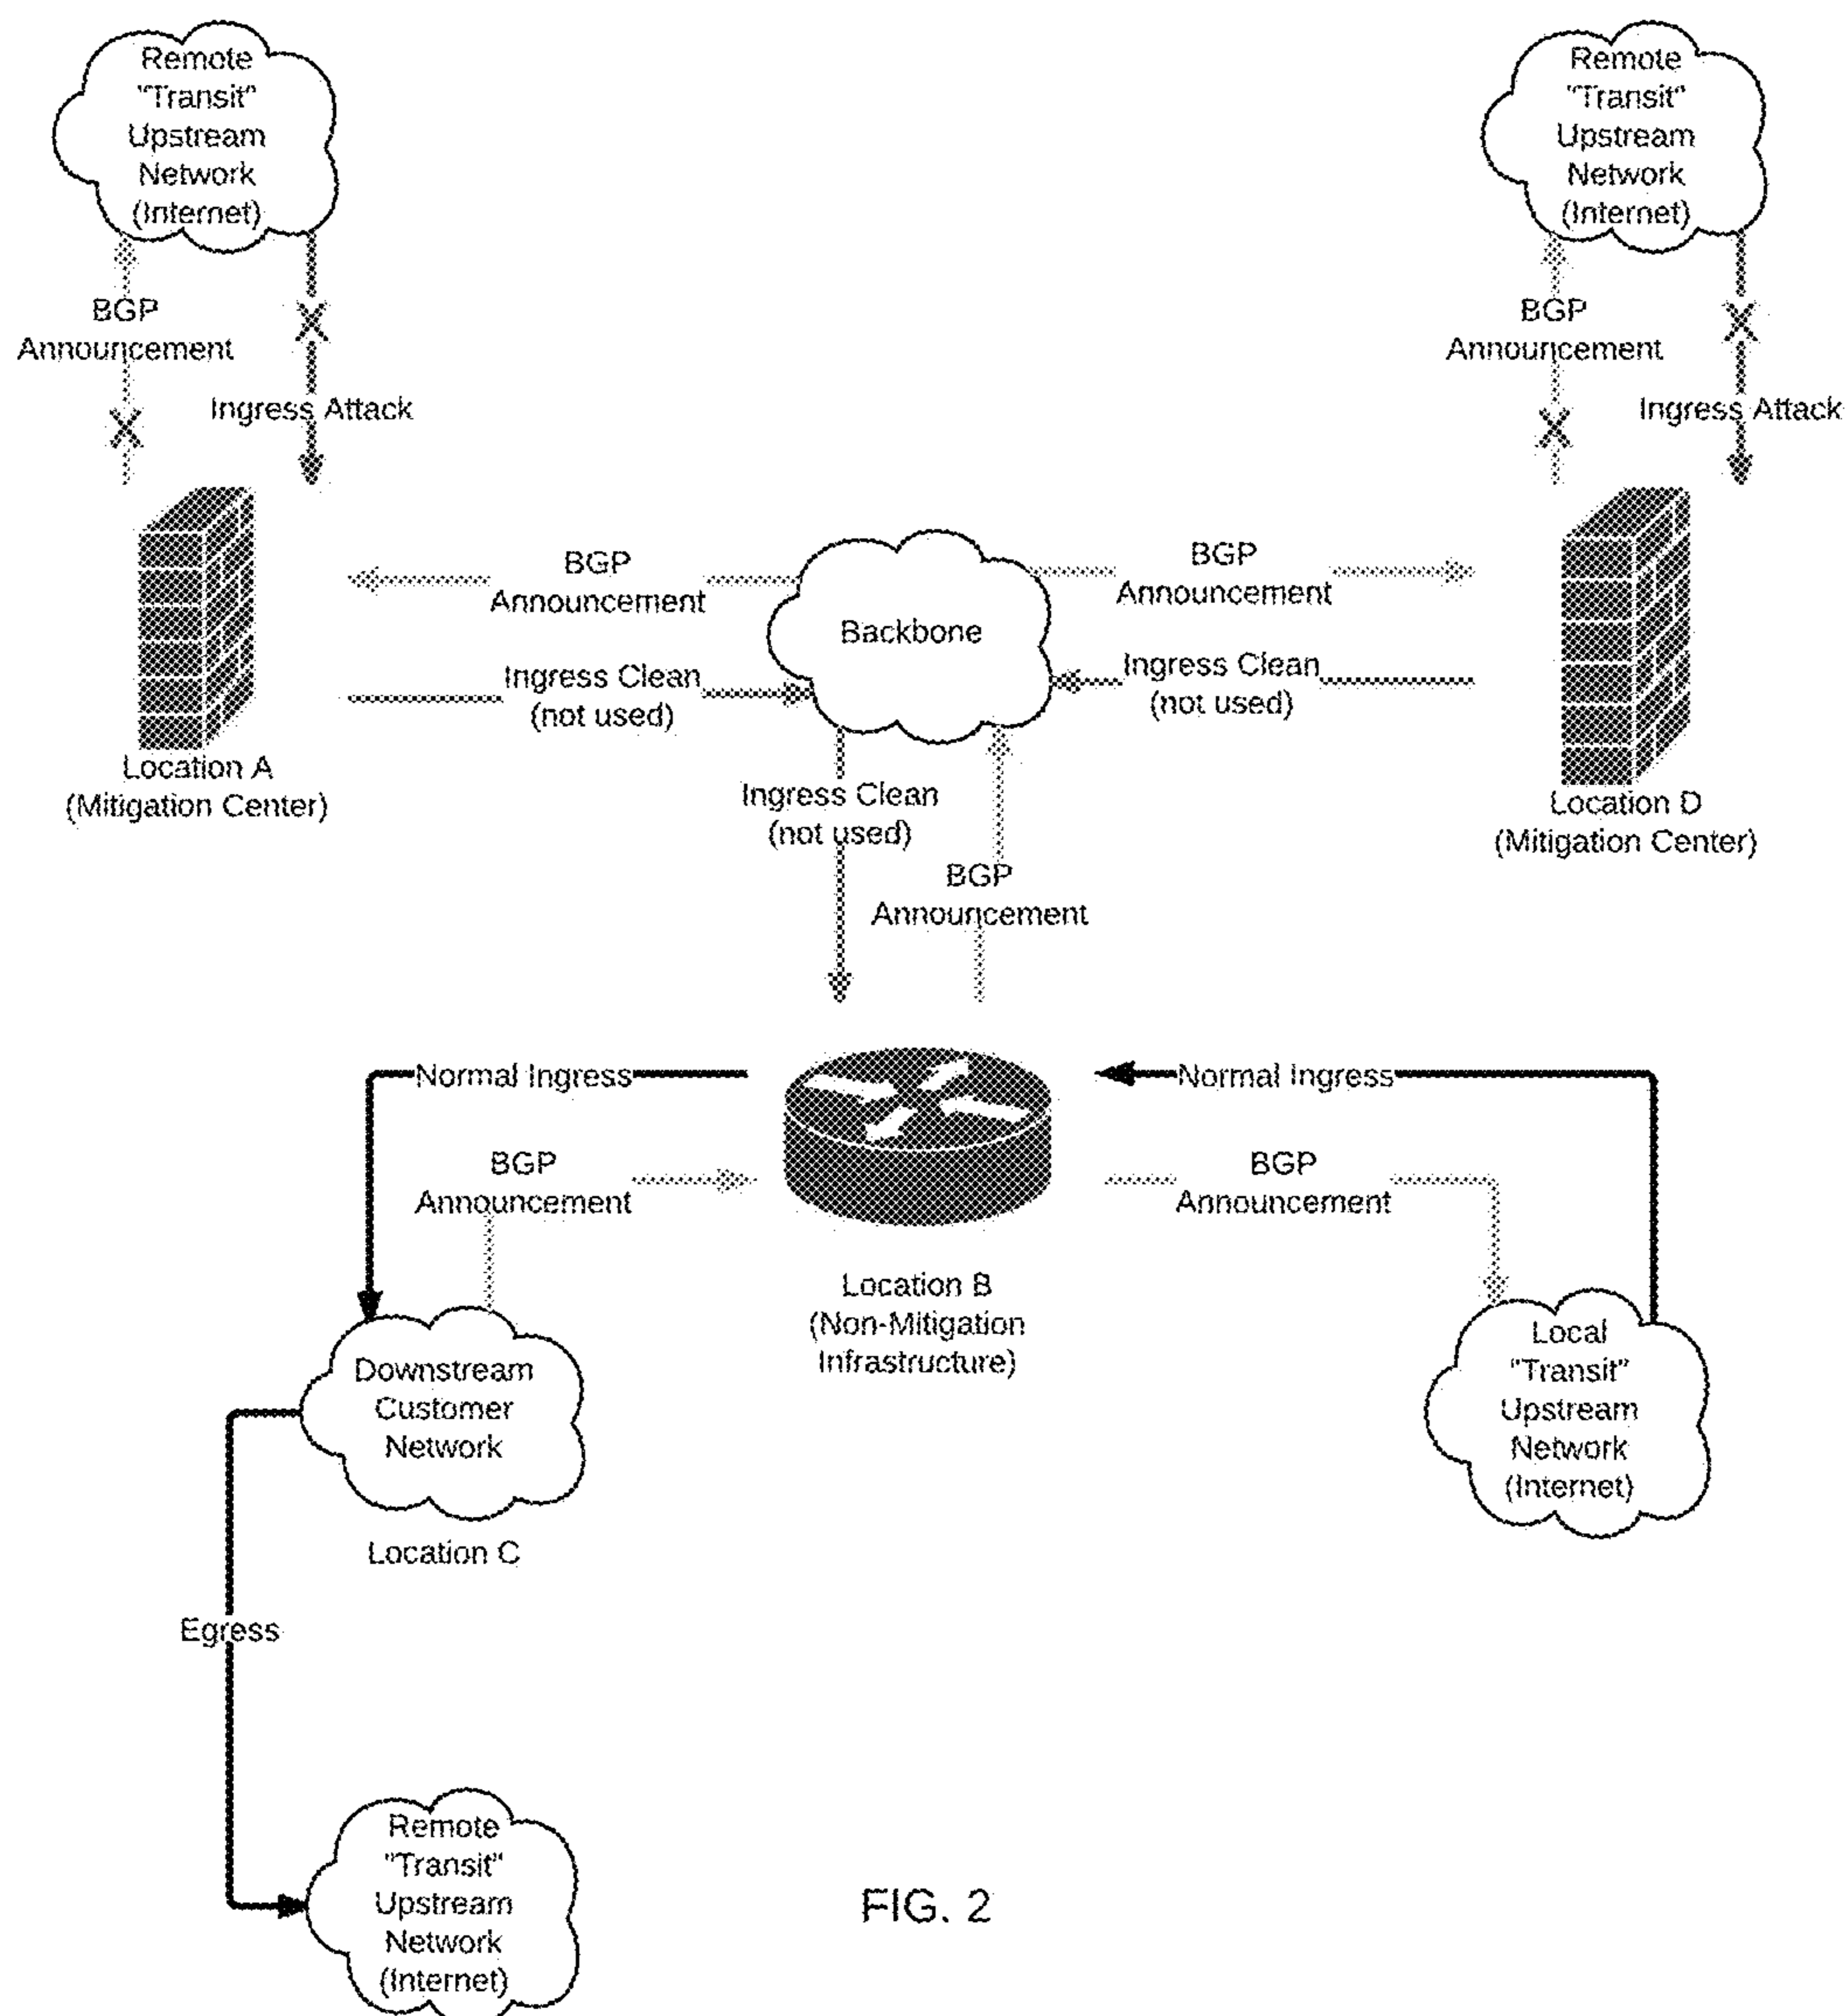 Remote
"Transit"
Upstream
Network
(Internet)
Remote
"Transit"
Upstream
Network
(Internet)
BGP
Announcement
Ingress Attack
BGP
Announcement
Ingress Attack
BGP
Announcement
Backbone
BGP
Announcement
Ingress Clean
(not used)
Ingress Clean
(not used)
Location A
(Mitigation Center)
Location D
(Mitigation Center)
Ingress Clean
(not used)
BGP
Announcement
Normal Ingress
Normal Ingress
BGP
Announcement
BGP
Announcement
Location B
(Non-Mitigation
Infrastructure)
Downstream
Customer
Network
Location C
Local
"Transit"
Upstream
Network
(Internet)
Egress
Remote
"Transit"
Upstream
Network
(Internet)
FIG. 2